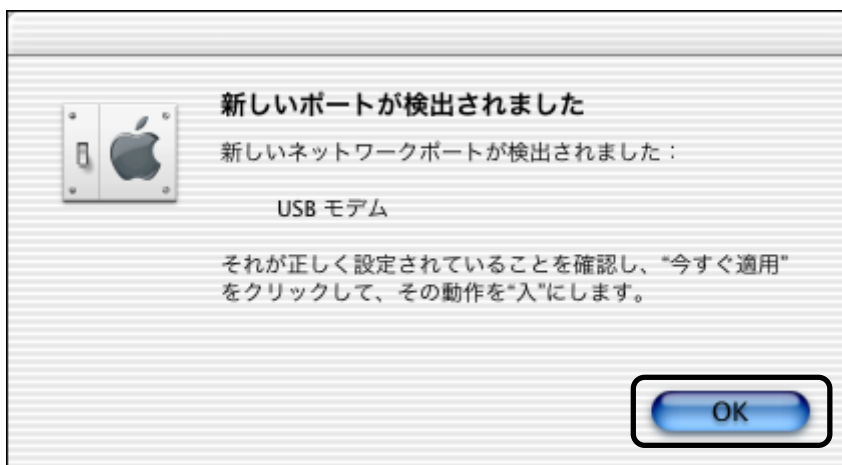 新しいポートが検出されました
新しいネットワークポートが検出されました：
USB モデム
それが正しく設定されていることを確認し、“今すぐ適用”
をクリックして、その動作を“入”にします。
OK